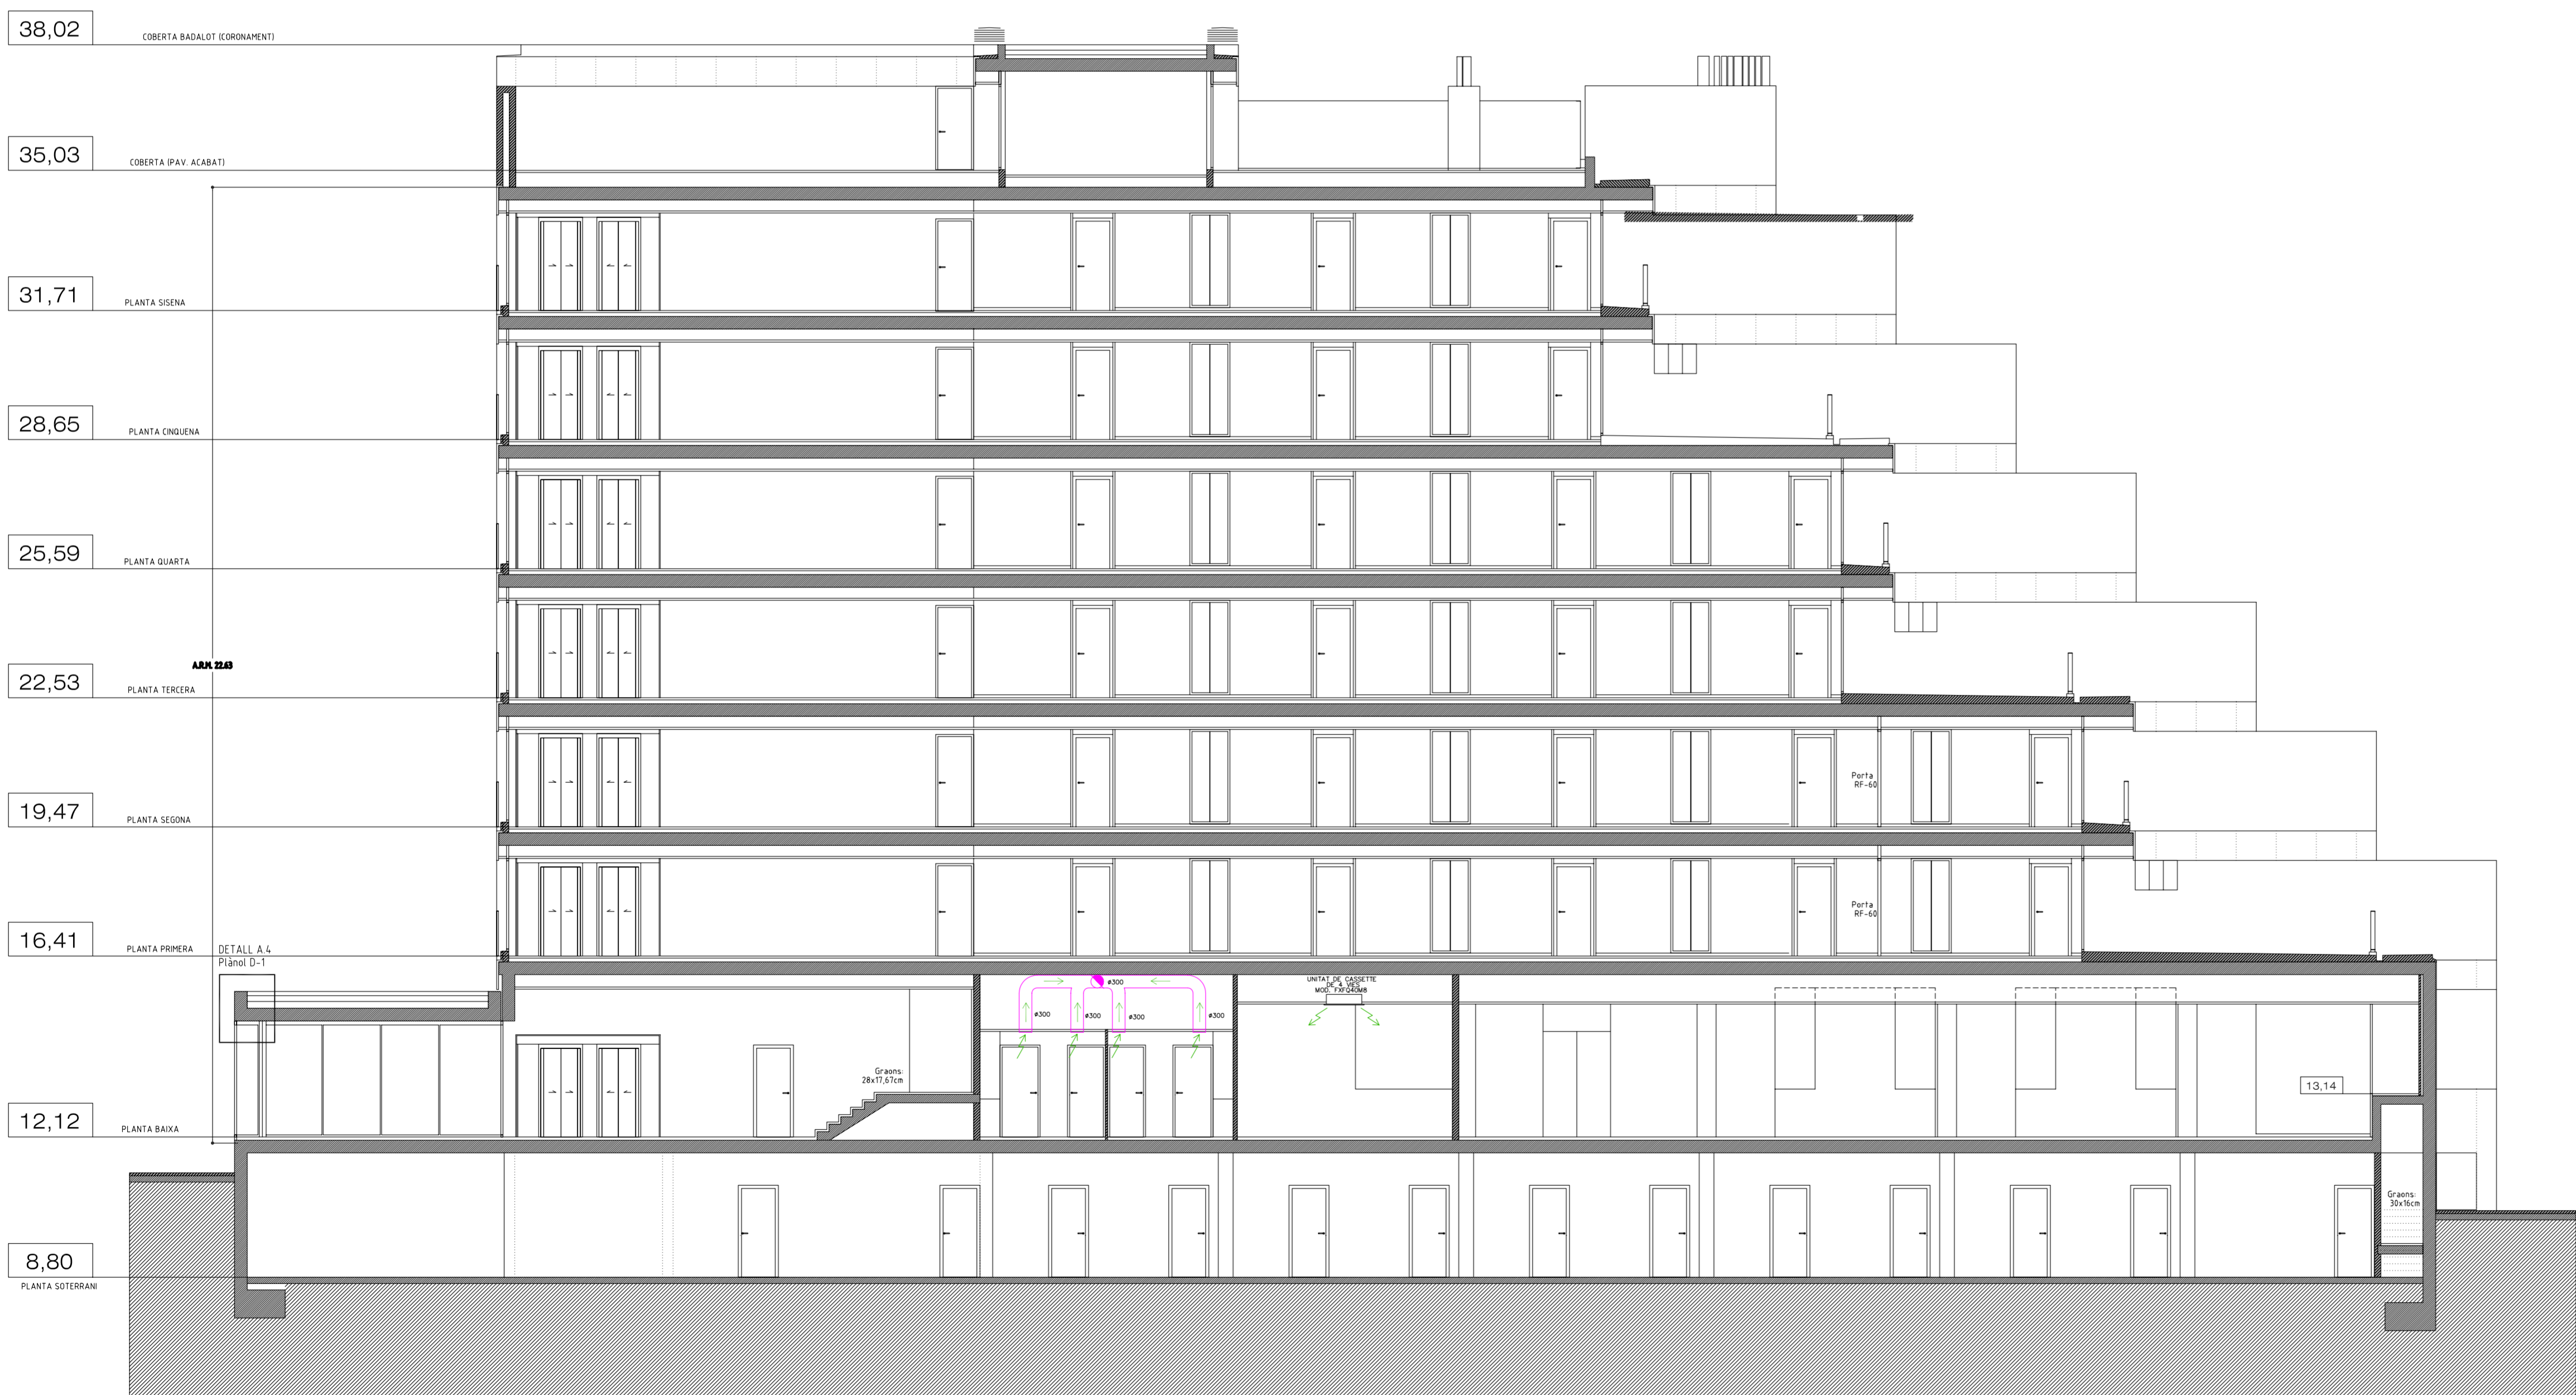 38,02
COBERTA BADALOT (CORONAMENT)
35,03
COBERTA (PAV. ACABAT)
31,71
PLANTA SISENA
28,65
PLANTA CINQUENA
25,59
PLANTA QUARTA
A.R.M. 22.63
22,53
PLANTA TERCERA
Porta
RF-60
19,47
PLANTA SEGONA
Porta
RF-60
16,41
PLANTA PRIMERA
DETALL A.4
Plànol D-1
ø300
UNITAT DE CASSETTE
DE 4 VIES
MOD. FXFQ40M8
ø300
ø300
ø300
ø300
Graons:
28x17,67cm
13,14
12,12
PLANTA BAIXA
Graons:
30x16cm
8,80
PLANTA SOTERRANI